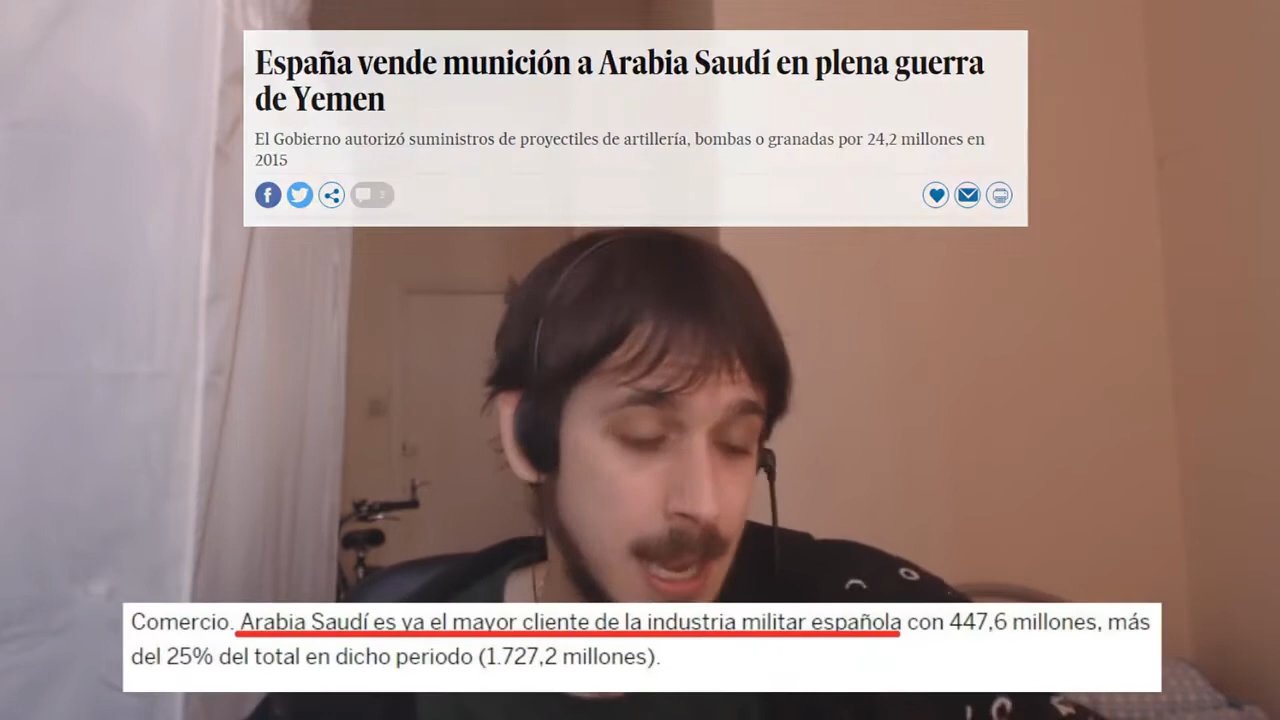 España vende munición a Arabia Saudí en plena guerra
de Yemen
El Gobierno autorizó suministros de proyectiles de artillería, bombas o granadas por 24,2 millones en
2015
3
Comercio. Arabia Saudí es ya el mayor cliente de la industria militar española con 447,6 millones, más
del 25% del total en dicho periodo (1.727,2 millones).